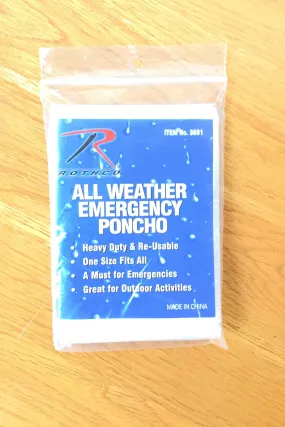 ITEM No. 3681
R
ROTHCO
ALL WEATHER
EMERGENCY
PONCHO
• Heavy Duty & Re-Usable
• One Size Fits All
• A Must for Emergencies
• Great for Outdoor Activities
MADE IN CHINA